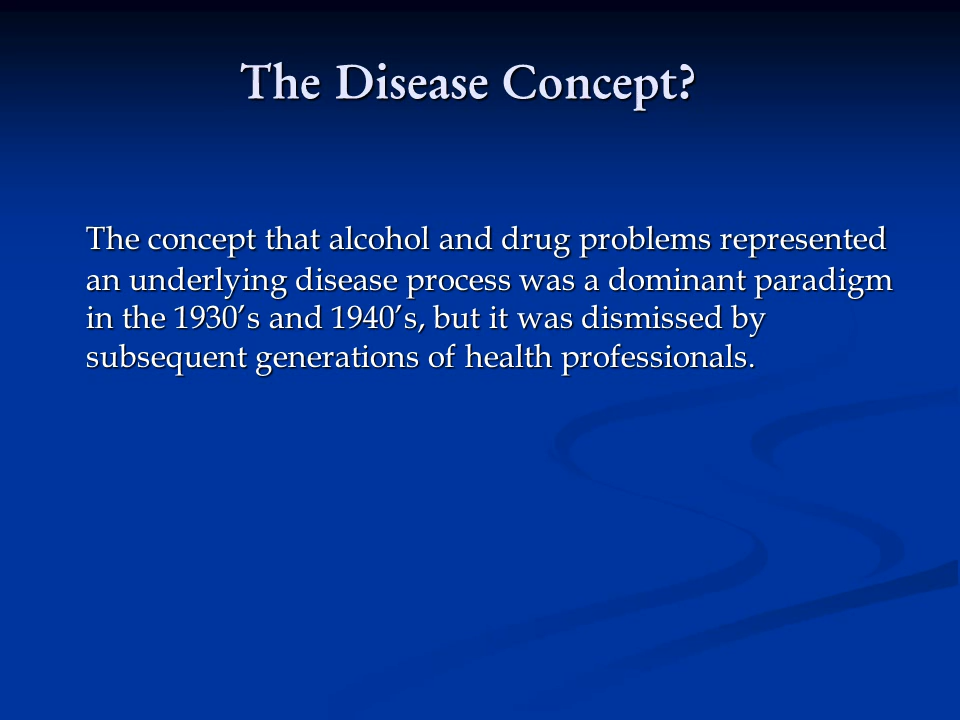 The Disease Concept?
The concept that alcohol and drug problems represented
an underlying disease process was a dominant paradigm
in the 1930’s and 1940’s, but it was dismissed by
subsequent generations of health professionals.